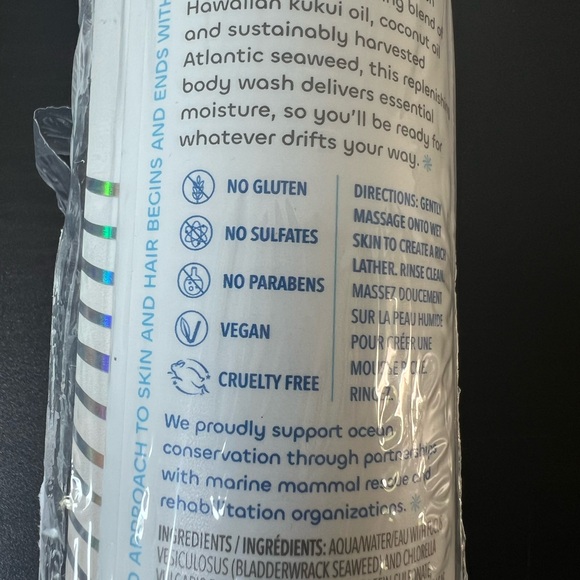 Hawaiian kukui oil, coconut oil
and sustainably harvested
Atlantic seaweed, this replenishing
body wash delivers essential
moisture, so you'll be ready for
whatever drifts your way.
NO GLUTEN
NO SULFATES
NO PARABENS
VEGAN
CRUELTY FREE
DIRECTIONS: GENTLY
MASSAGE ONTO WET
SKIN TO CREATE A RICH
LATHER. RINSE CLEAN.
MASSEZ DOUCEMENT
SUR LA PEAU HUMIDE
POUR CRÉER UNE
MOUSSE RICHE.
RINCEZ.
We proudly support ocean
conservation through partnerships
with marine mammal rescue and
rehabilitation organizations.
INGREDIENTS / INGRÉDIENTS: AQUA/WATER/EAU WITH
VESICULOSUS (BLADDERWRACK SEAWEED) AND CHLORELLA
APPROACH TO SKIN AND HAIR BEGINS AND ENDS WITH